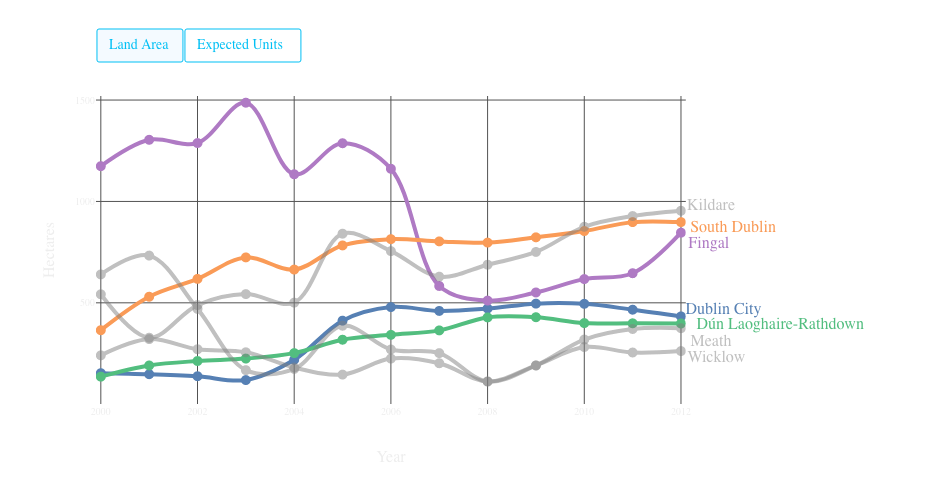 Land Area
Expected Units
1500
1000
500
Hectares
Kildare
South Dublin
Fingal
Dublin City
Dún Laoghaire-Rathdown
Meath
Wicklow
2000 2002 2004 2006 2008 2010 2012
Year